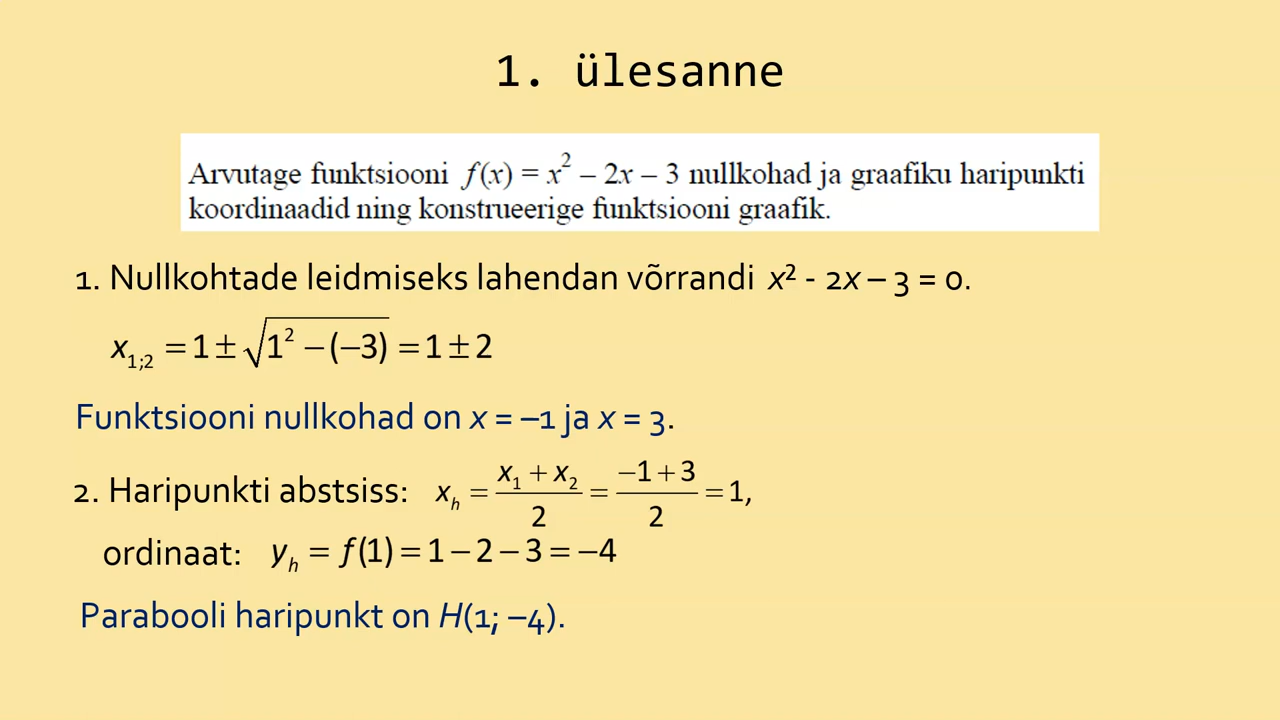 1. ülesanne
Arvutage funktsiooni f(x) = x² – 2x – 3 nullkohad ja graafiku haripunkti
koordinaadid ning konstrueerige funktsiooni graafik.
1. Nullkohtade leidmiseks lahendan võrrandi x² - 2x – 3 = 0.
x₁;₂ = 1 ± √(1² – (–3)) = 1 ± 2
Funktsiooni nullkohad on x = –1 ja x = 3.
2. Haripunkti abstsiss: xₕ = (x₁ + x₂)/2 = (–1 + 3)/2 = 1,
ordinaat: yₕ = f(1) = 1 – 2 – 3 = –4
Parabooli haripunkt on H(1; –4).